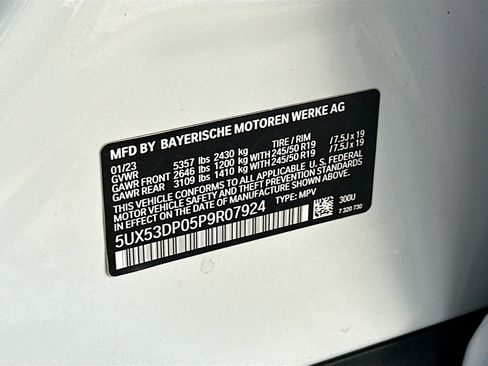 MFD BY BAYERISCHE MOTOREN WERKE AG
01/23 TIRE / RIM
GVWR 5357 lbs 2430 kg
GAWR FRONT 2646 lbs 1200 kg WITH 245/50 R19 / 7.5J x 19
GAWR REAR 3109 lbs 1410 kg WITH 245/50 R19 / 7.5J x 19
THIS VEHICLE CONFORMS TO ALL APPLICABLE U.S. FEDERAL
MOTOR VEHICLE SAFETY STANDARDS IN EFFECT ON THE
DATE OF MANUFACTURE SHOWN ABOVE.
5UX53DP05P9R07924 TYPE: MPV
300U
7 320 730